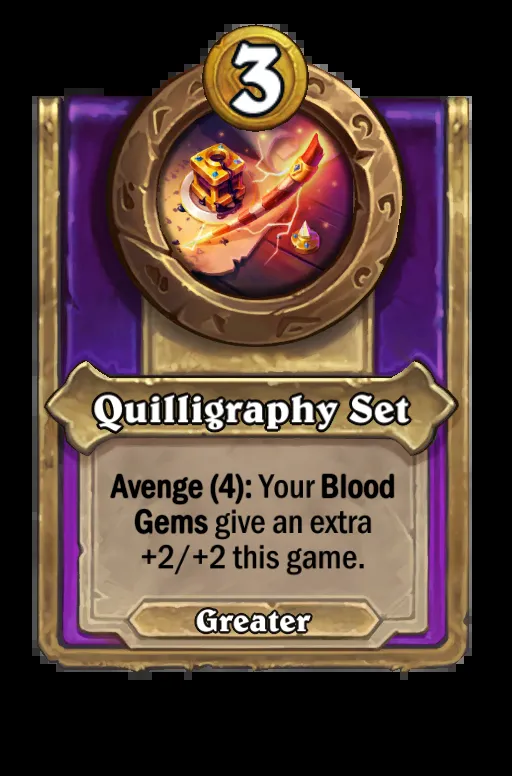 3
Quilligraphy Set
Avenge (4): Your Blood
Gems give an extra
+2/+2 this game.
Greater